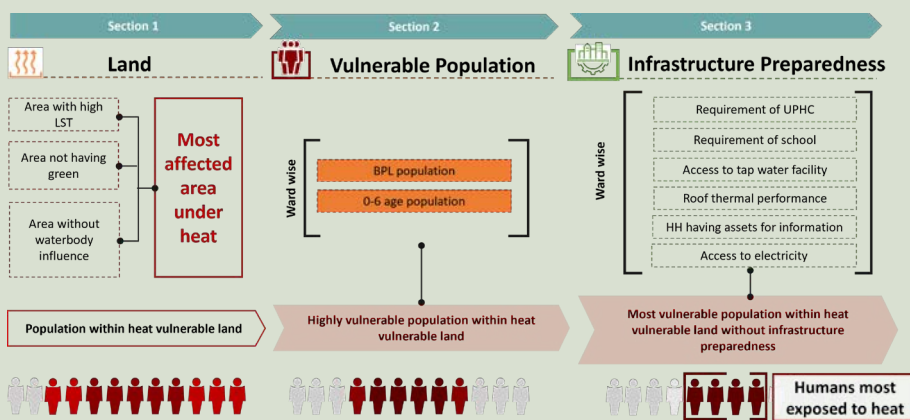 Section 1
Section 2
Section 3
Land
Vulnerable Population
Infrastructure Preparedness
Area with high
LST
Area not having
green
Area without
waterbody
influence
Most
affected
area
under
heat
Ward wise
BPL population
0-6 age population
Ward wise
Requirement of UPHC
Requirement of school
Access to tap water facility
Roof thermal performance
HH having assets for information
Access to electricity
Population within heat vulnerable land
Highly vulnerable population within heat
vulnerable land
Most vulnerable population within heat
vulnerable land without infrastructure
preparedness
Humans most
exposed to heat